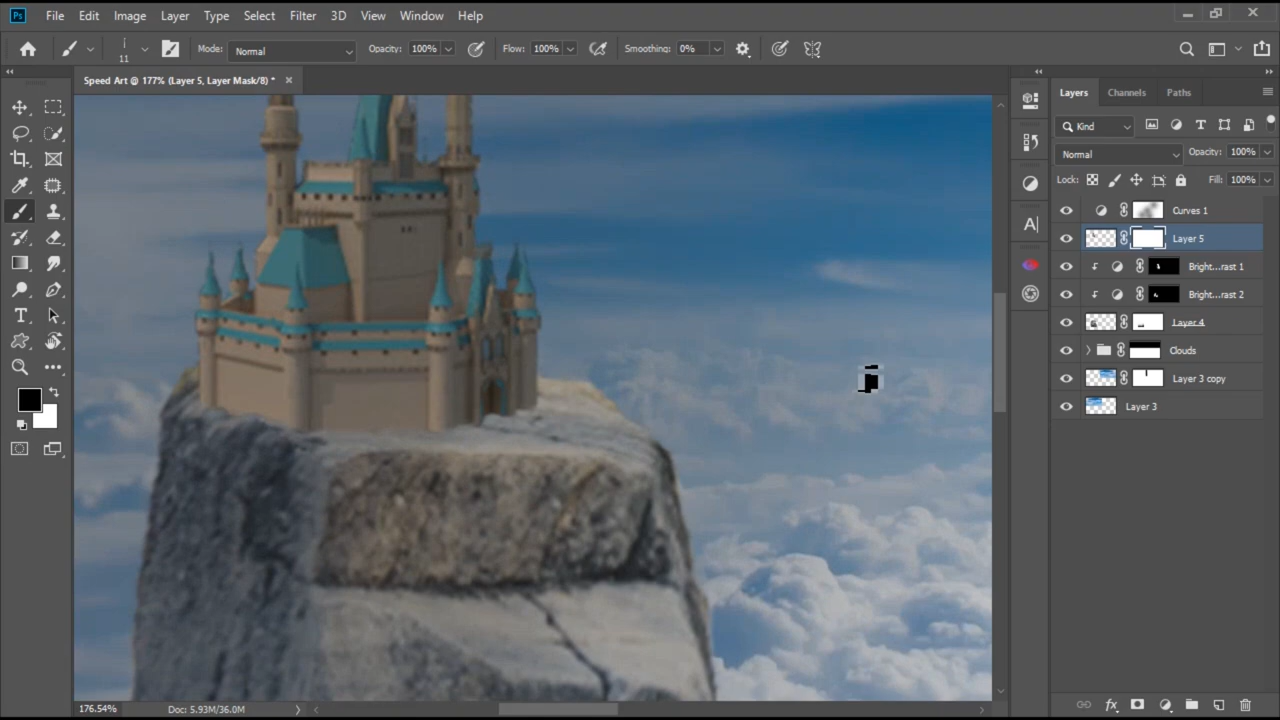 Ps File Edit Image Layer Type Select Filter 3D View Window Help
11 Mode: Normal Opacity: 100% Flow: 100% Smoothing: 0%
Speed Art @ 177% (Layer 5, Layer Mask/8) *
Layers Channels Paths
Kind
Normal Opacity: 100%
Lock: Fill: 100%
Curves 1
Layer 5
Bright...rast 1
Bright...rast 2
Layer 4
Clouds
Layer 3 copy
Layer 3
176.54% Doc: 5.93M/36.0M